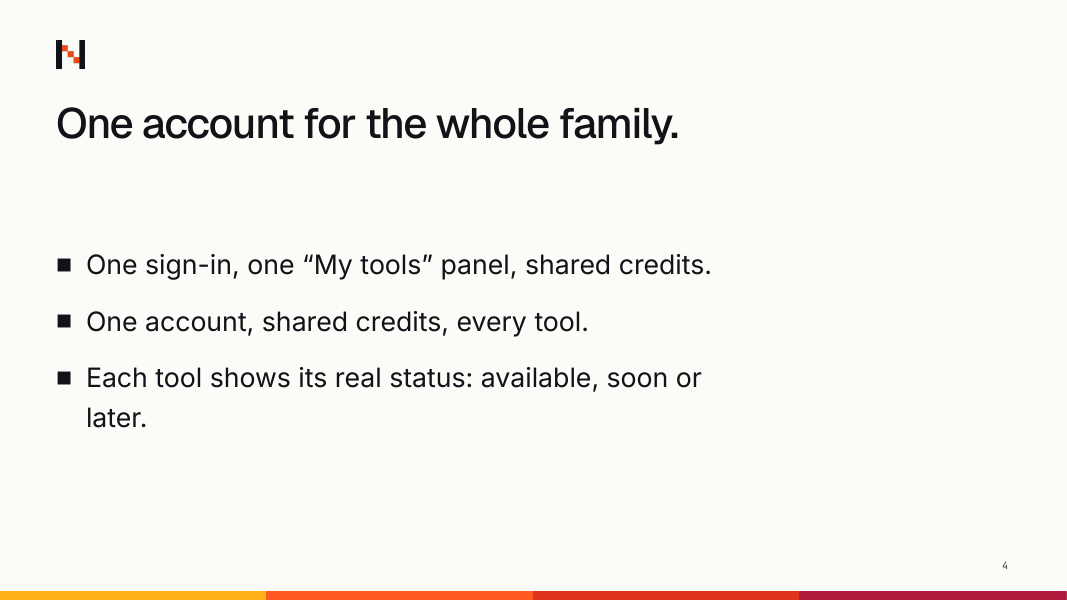 One account for the whole family.
■ One sign-in, one “My tools” panel, shared credits.
■ One account, shared credits, every tool.
■ Each tool shows its real status: available, soon or
later.
4